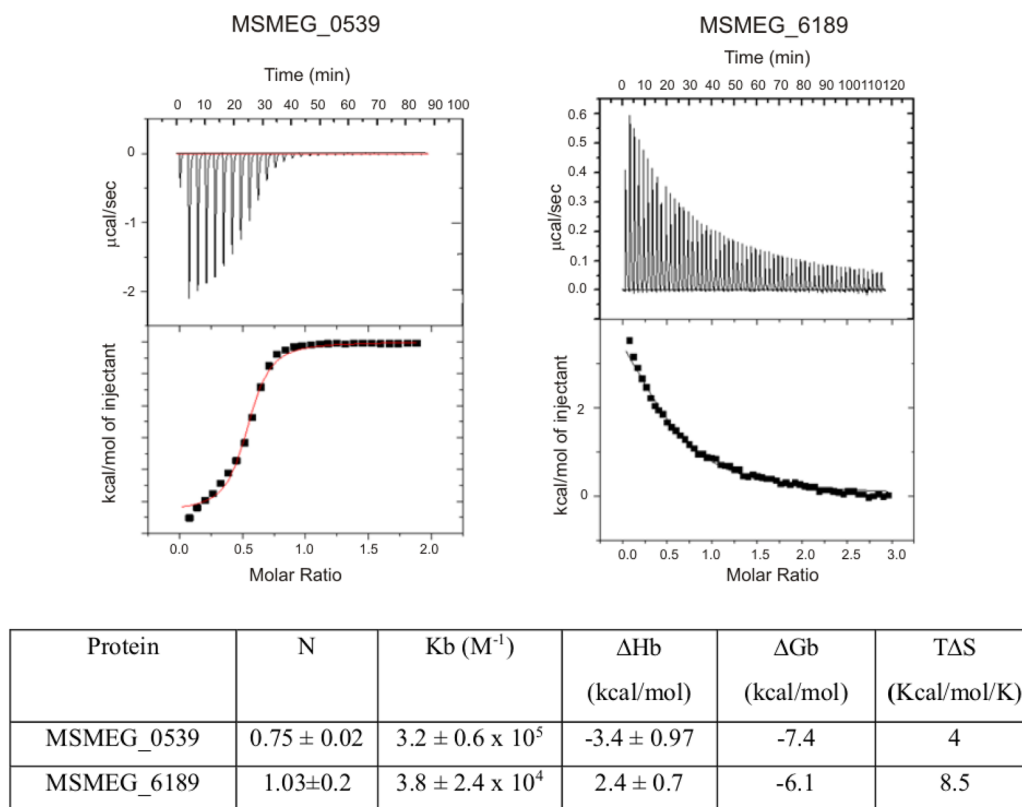 MSMEG_0539
Time (min)
0 10 20 30 40 50 60 70 80 90 100
0
-1
-2
μcal/sec
kcal/mol of injectant
0.0 0.5 1.0 1.5 2.0
Molar Ratio
MSMEG_6189
Time (min)
0 10 20 30 40 50 60 70 80 90 100 110 120
0.6
0.5
0.4
0.3
0.2
0.1
0.0
μcal/sec
2
0
kcal/mol of injectant
0.0 0.5 1.0 1.5 2.0 2.5 3.0
Molar Ratio
Protein N Kb (M-1) ΔHb ΔGb TΔS
(kcal/mol) (kcal/mol) (Kcal/mol/K)
MSMEG_0539 0.75 ± 0.02 3.2 ± 0.6 x 10⁵ -3.4 ± 0.97 -7.4 4
MSMEG_6189 1.03±0.2 3.8 ± 2.4 x 10⁴ 2.4 ± 0.7 -6.1 8.5